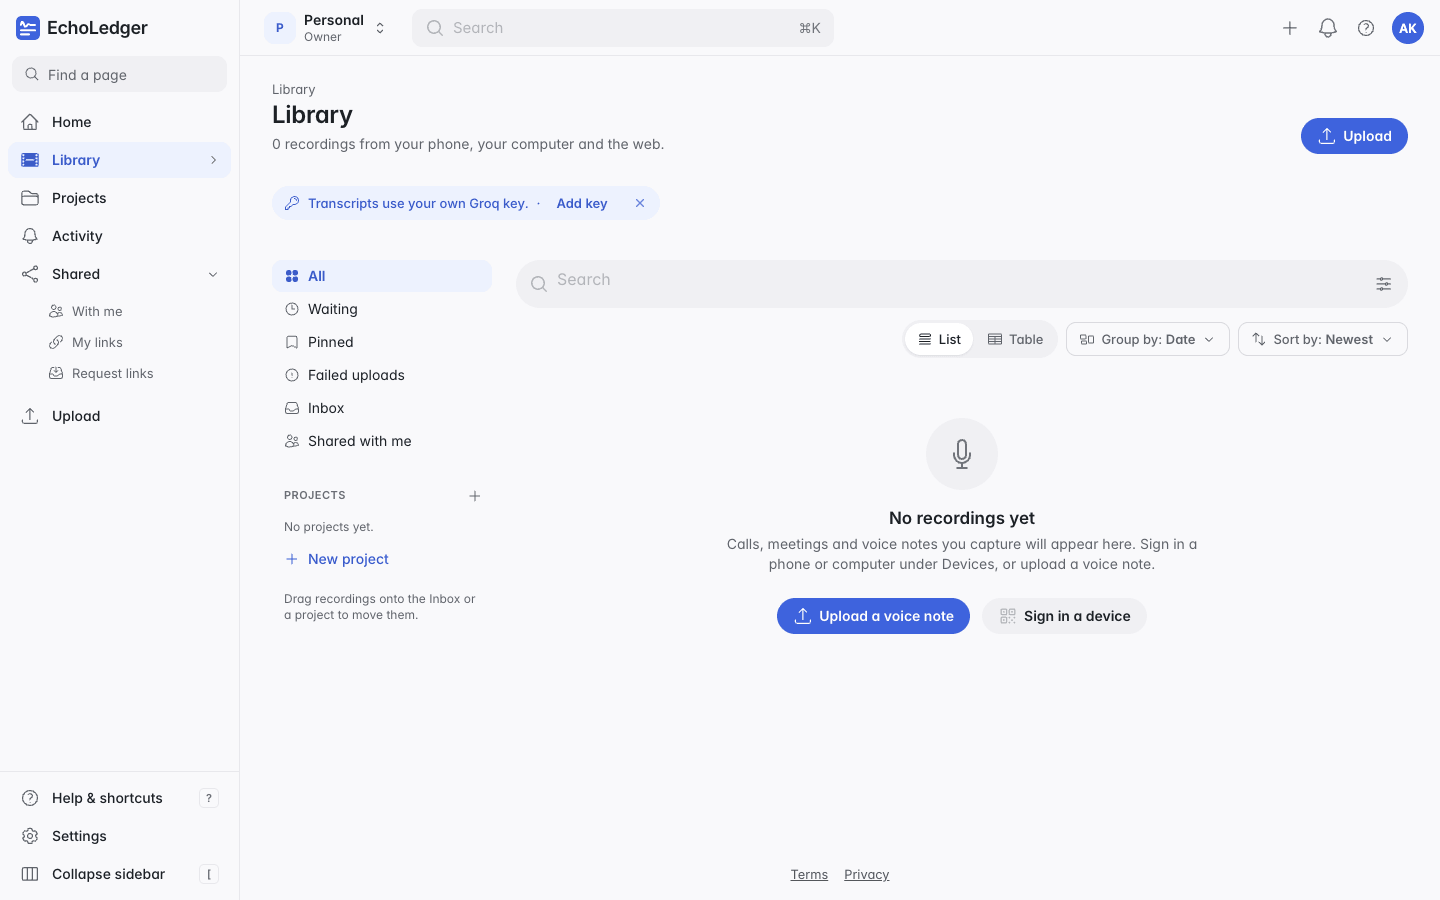 EchoLedger
Find a page
Home
Library
Projects
Activity
Shared
With me
My links
Request links
Upload
Help & shortcuts ?
Settings
Collapse sidebar [
P Personal
Owner
Search ⌘K
AK
Library
Library
0 recordings from your phone, your computer and the web.
Upload
Transcripts use your own Groq key. · Add key
All
Waiting
Pinned
Failed uploads
Inbox
Shared with me
PROJECTS
No projects yet.
New project
Drag recordings onto the Inbox or
a project to move them.
Search
List Table Group by: Date Sort by: Newest
No recordings yet
Calls, meetings and voice notes you capture will appear here. Sign in a
phone or computer under Devices, or upload a voice note.
Upload a voice note Sign in a device
Terms Privacy